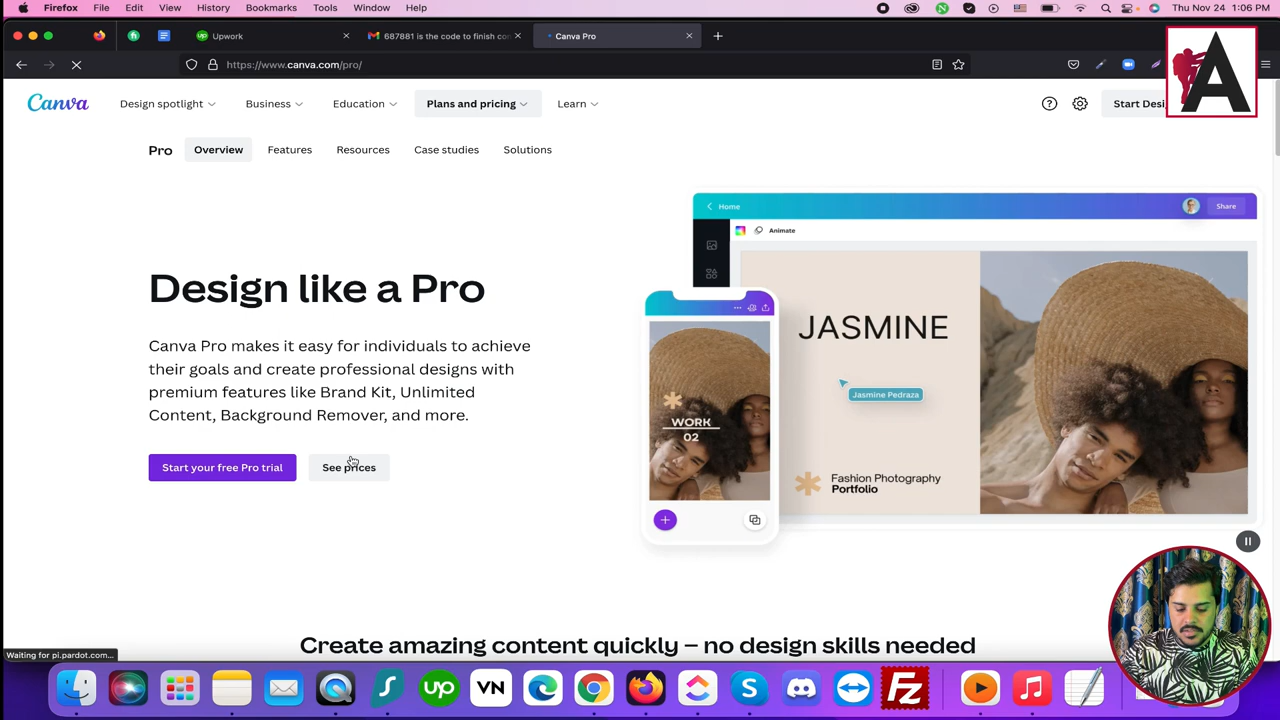 Firefox File Edit View History Bookmarks Tools Window Help Thu Nov 24 1:06 PM
Upwork 687881 is the code to finish con Canva Pro
https://www.canva.com/pro/
Canva Design spotlight Business Education Plans and pricing Learn Start Desi
A
Pro Overview Features Resources Case studies Solutions
Home Share
Animate
Design like a Pro
Canva Pro makes it easy for individuals to achieve
their goals and create professional designs with
premium features like Brand Kit, Unlimited
Content, Background Remover, and more.
Start your free Pro trial See prices
JASMINE
Jasmine Pedraza
WORK
02
Fashion Photography
Portfolio
Create amazing content quickly – no design skills needed
Waiting for pi.pardot.com...
up VN S Fz